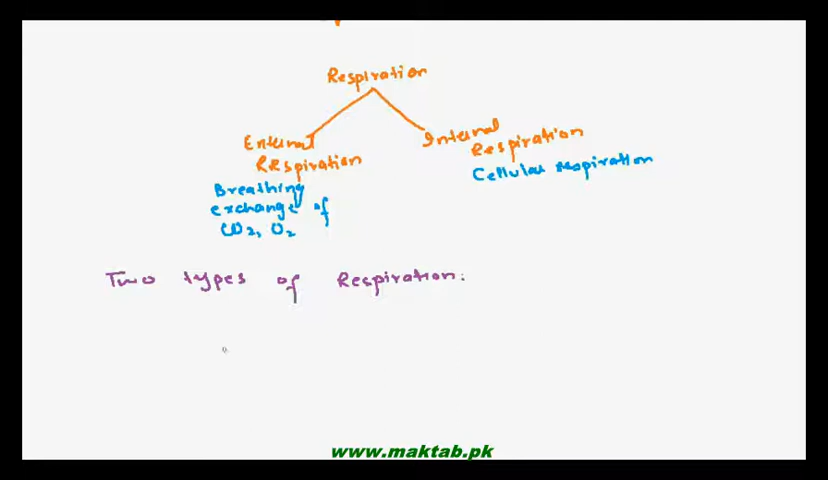 Respiration
External
Respiration
Internal
Respiration
Breathing
exchange of
CO2, O2
Cellular respiration
Two types of Respiration:
www.maktab.pk